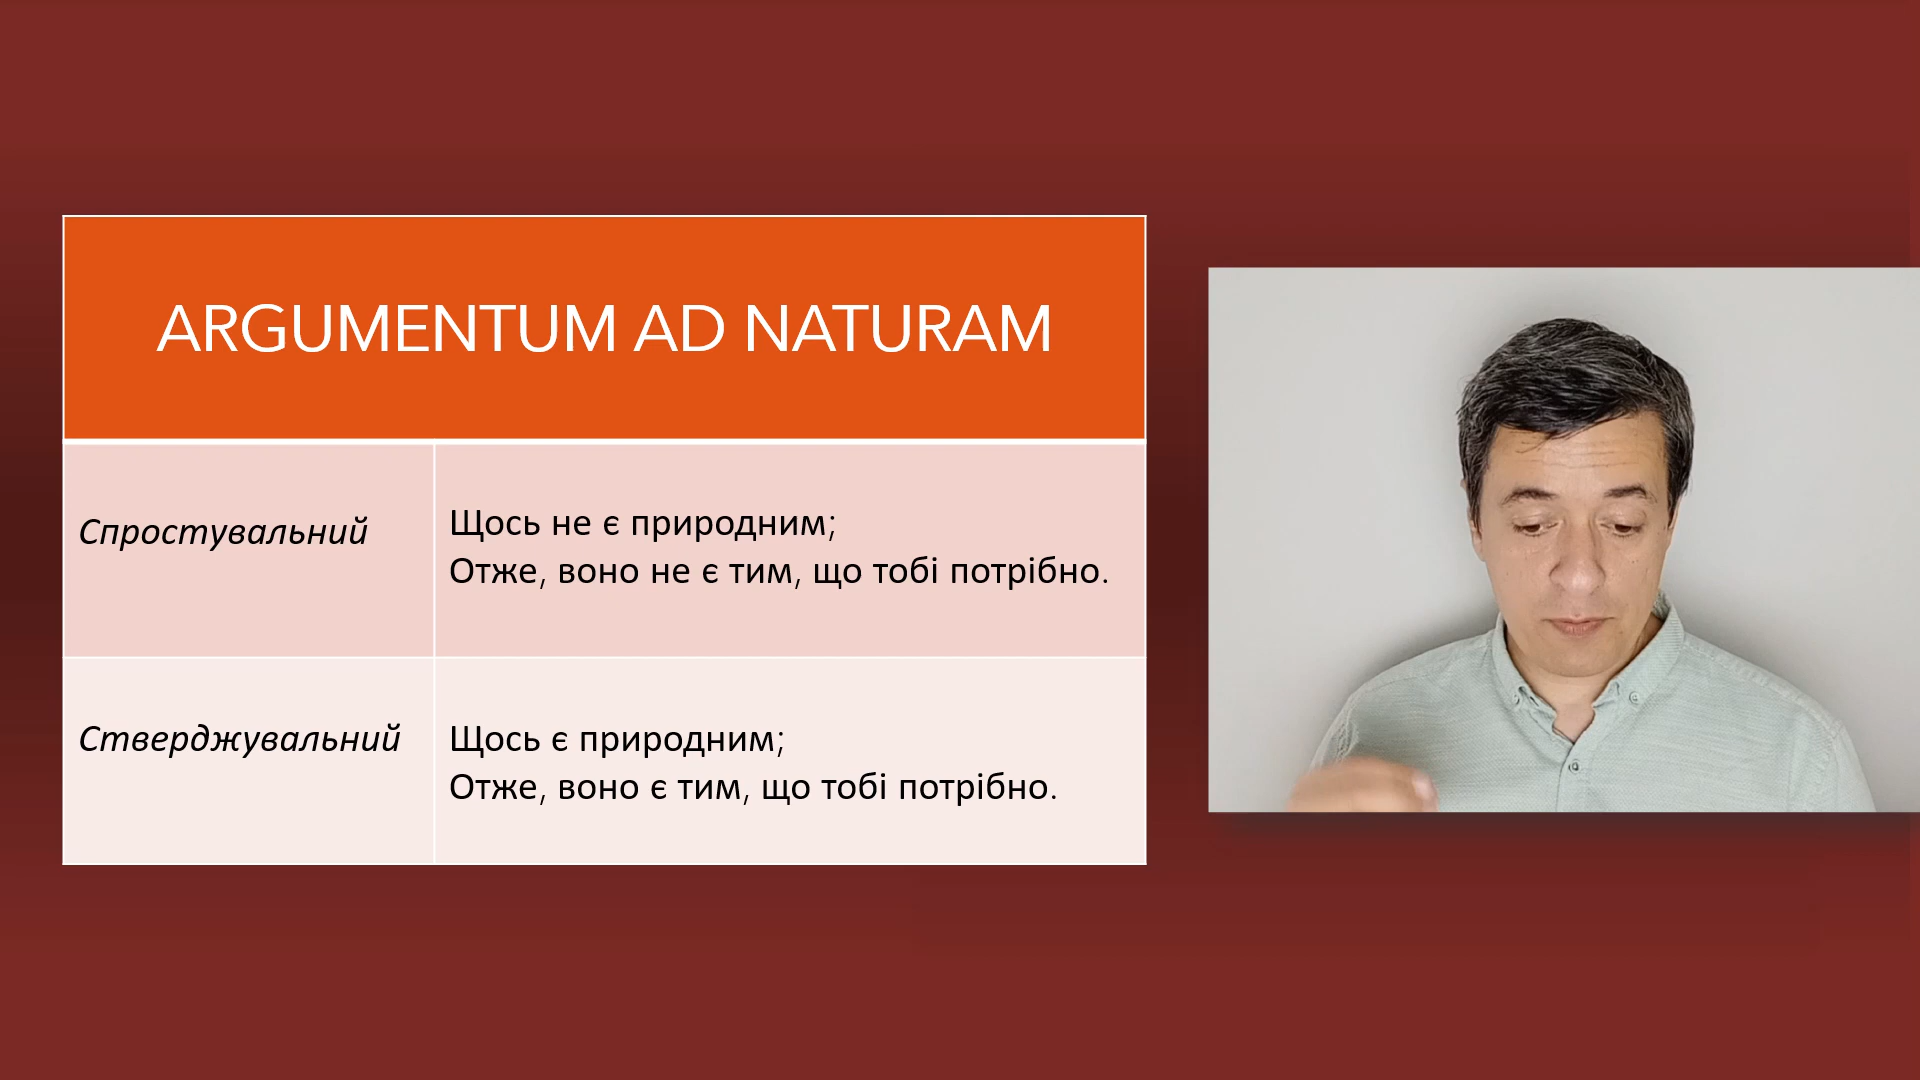 ARGUMENTUM AD NATURAM
Спростувальний
Щось не є природним;
Отже, воно не є тим, що тобі потрібно.
Стверджувальний
Щось є природним;
Отже, воно є тим, що тобі потрібно.